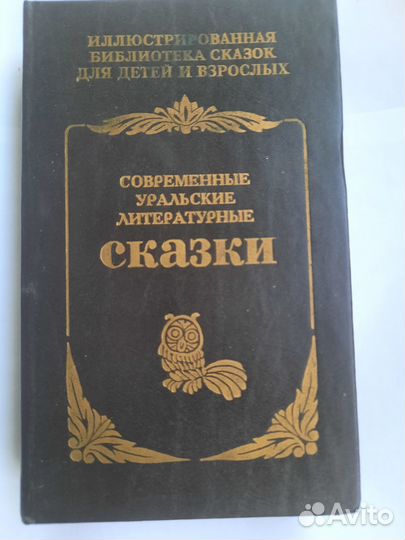 ИЛЛЮСТРИРОВАННАЯ
БИБЛИОТЕКА СКАЗОК
ДЛЯ ДЕТЕЙ И ВЗРОСЛЫХ
СОВРЕМЕННЫЕ
УРАЛЬСКИЕ
ЛИТЕРАТУРНЫЕ
сказки
Avito